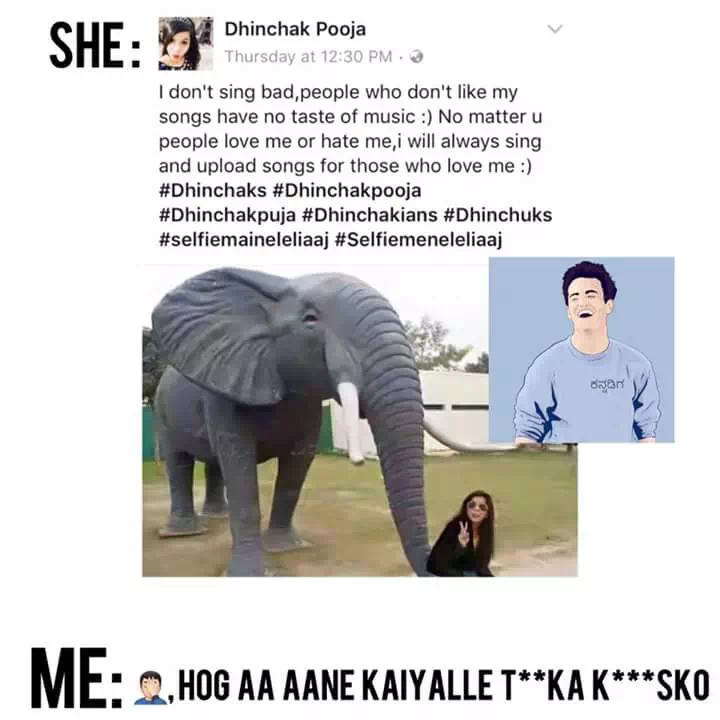 SHE: Dhinchak Pooja
Thursday at 12:30 PM ·
I don't sing bad,people who don't like my
songs have no taste of music :) No matter u
people love me or hate me,i will always sing
and upload songs for those who love me :)
#Dhinchaks #Dhinchakpooja
#Dhinchakpuja #Dhinchakians #Dhinchuks
#selfiemaineleliaaj #Selfiemeneleliaaj
ಕನ್ನಡಿಗ
ME: 🤦🏻‍♂️, HOG AA AANE KAIYALLE T**KA K***SKO